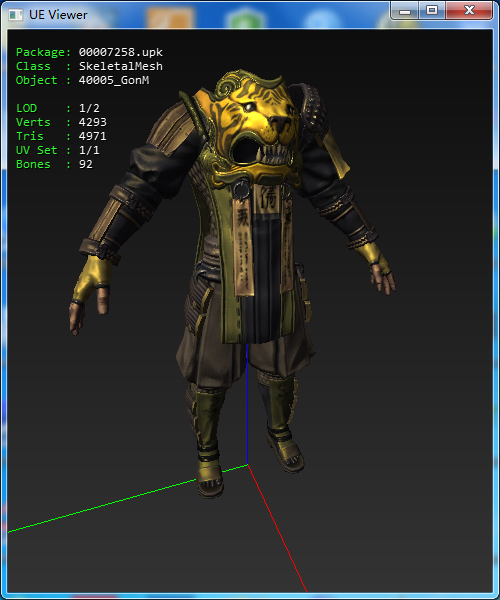 UE Viewer
Package: 00007258.upk
Class : SkeletalMesh
Object : 40005_GonM
LOD : 1/2
Verts : 4293
Tris : 4971
UV Set : 1/1
Bones : 92